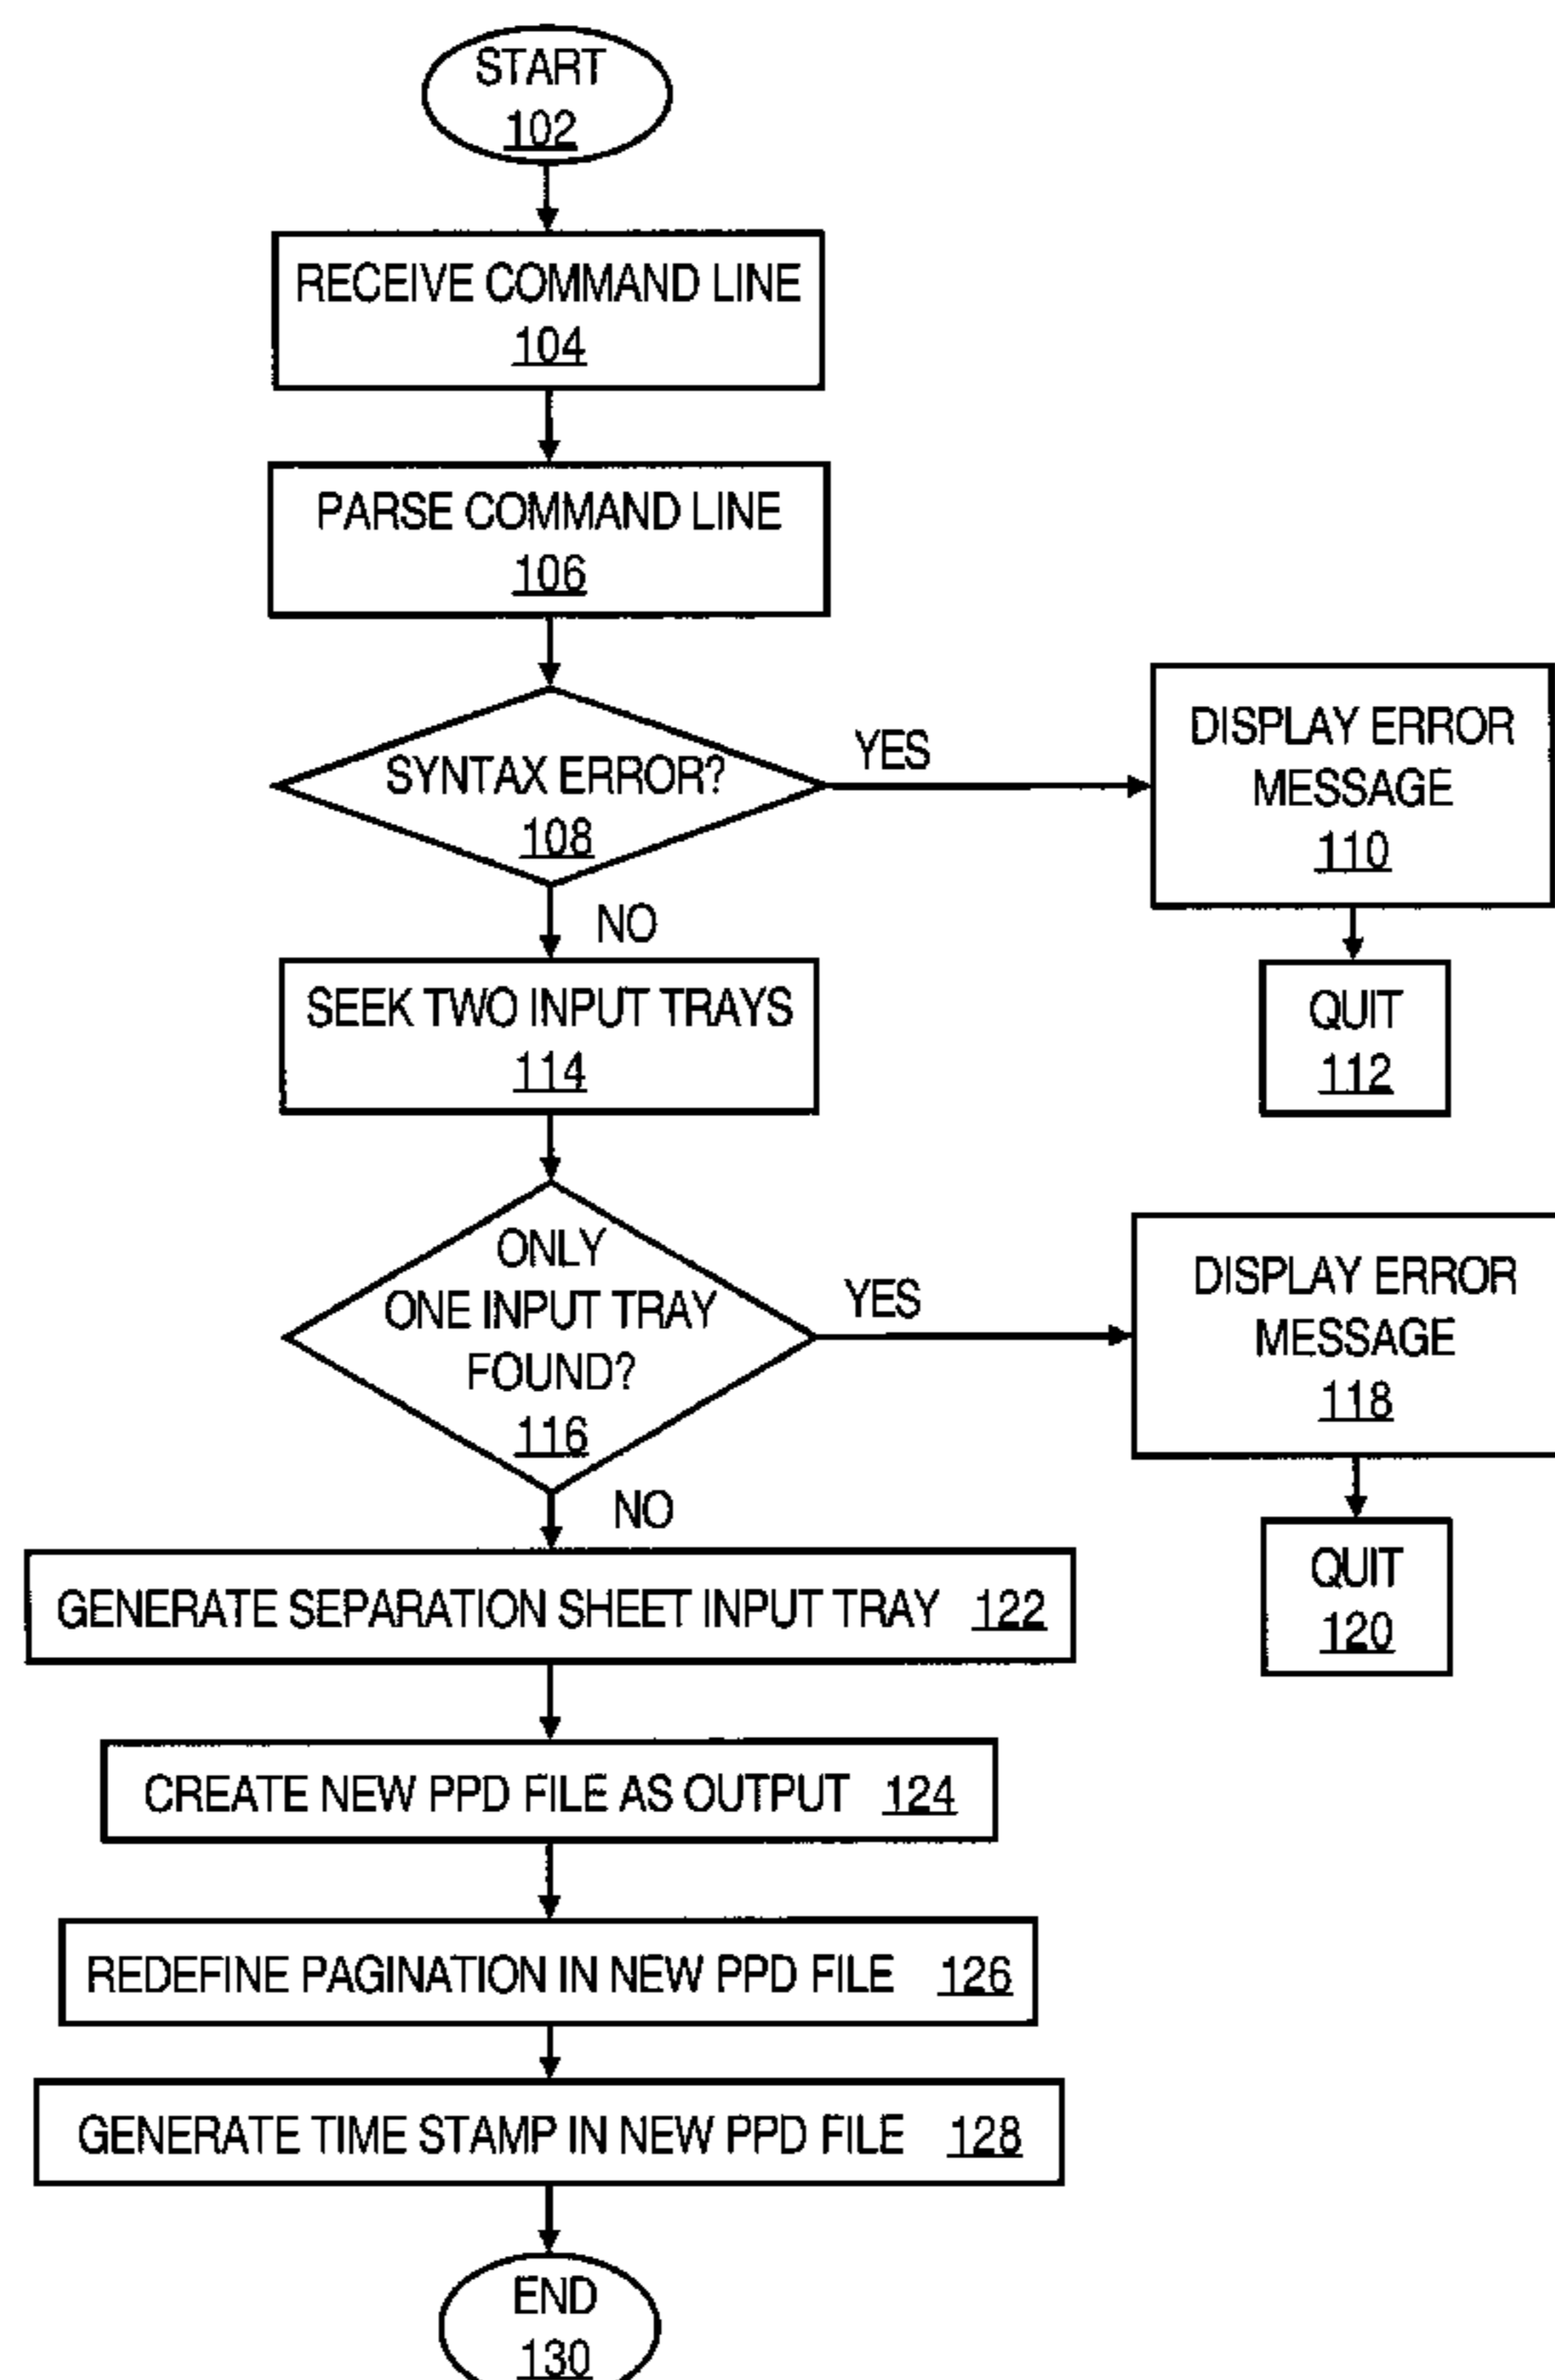 START
102
RECEIVE COMMAND LINE
104
PARSE COMMAND LINE
106
SYNTAX ERROR?
108
YES
DISPLAY ERROR
MESSAGE
110
QUIT
112
NO
SEEK TWO INPUT TRAYS
114
ONLY
ONE INPUT TRAY
FOUND?
116
YES
DISPLAY ERROR
MESSAGE
118
QUIT
120
NO
GENERATE SEPARATION SHEET INPUT TRAY 122
CREATE NEW PPD FILE AS OUTPUT 124
REDEFINE PAGINATION IN NEW PPD FILE 126
GENERATE TIME STAMP IN NEW PPD FILE 128
END
130